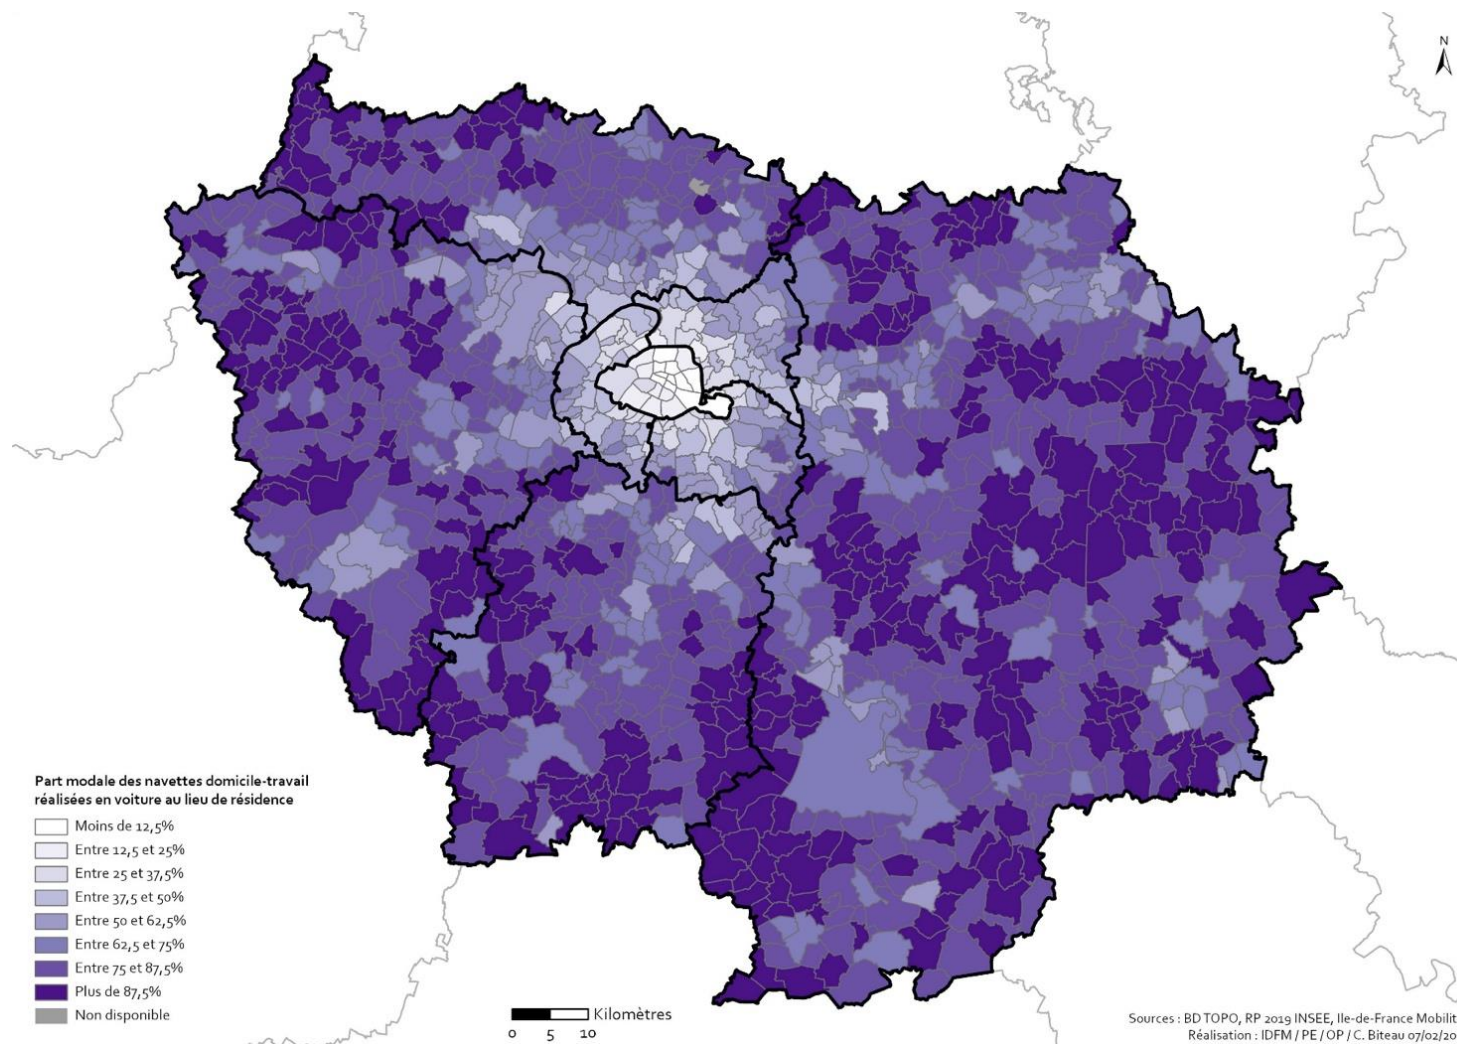 N
Part modale des navettes domicile-travail
réalisées en voiture au lieu de résidence
Moins de 12,5%
Entre 12,5 et 25%
Entre 25 et 37,5%
Entre 37,5 et 50%
Entre 50 et 62,5%
Entre 62,5 et 75%
Entre 75 et 87,5%
Plus de 87,5%
Non disponible
Kilomètres
0 5 10
Sources : BD TOPO, RP 2019 INSEE, Ile-de-France Mobilit
Réalisation : IDFM / PE / OP / C. Biteau 07/02/20